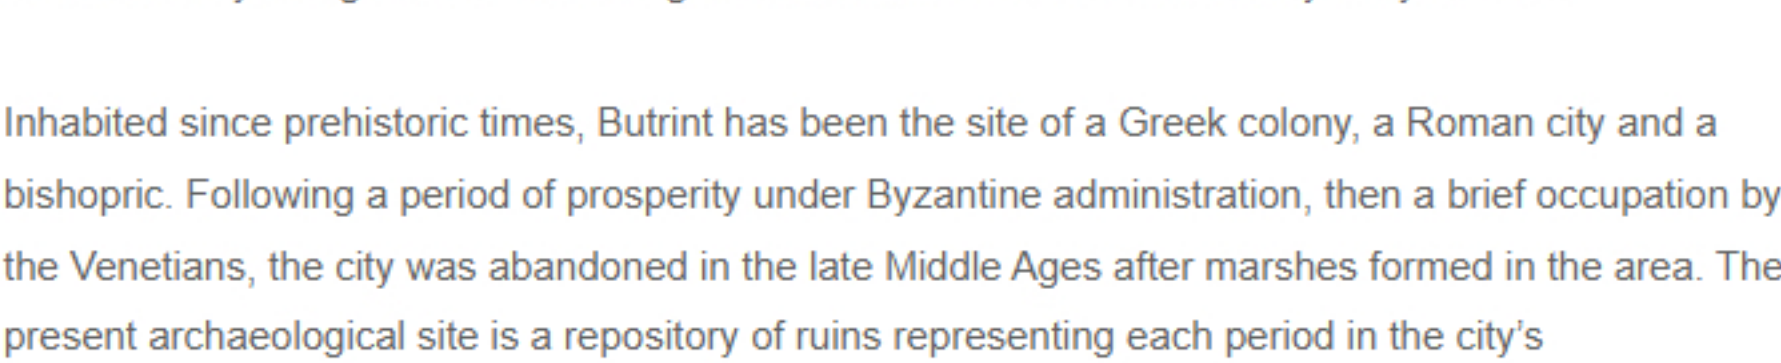 Inhabited since prehistoric times, Butrint has been the site of a Greek colony, a Roman city and a
bishopric. Following a period of prosperity under Byzantine administration, then a brief occupation by
the Venetians, the city was abandoned in the late Middle Ages after marshes formed in the area. The
present archaeological site is a repository of ruins representing each period in the city’s